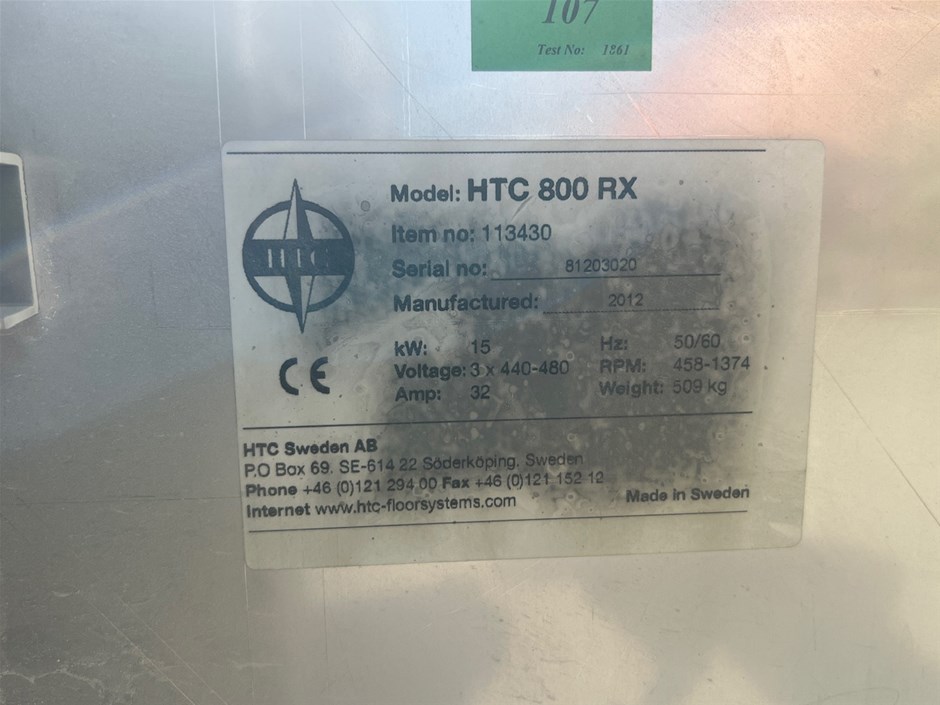 107
Test No: 1861
HTC
Model: HTC 800 RX
Item no: 113430
Serial no: 81203020
Manufactured: 2012
kW: 15 Hz: 50/60
Voltage: 3 x 440-480 RPM: 458-1374
Amp: 32 Weight: 509 kg
CE
HTC Sweden AB
P.O Box 69. SE-614 22 Söderköping, Sweden
Phone +46 (0)121 294 00 Fax +46 (0)121 152 12
Internet www.htc-floorsystems.com Made in Sweden